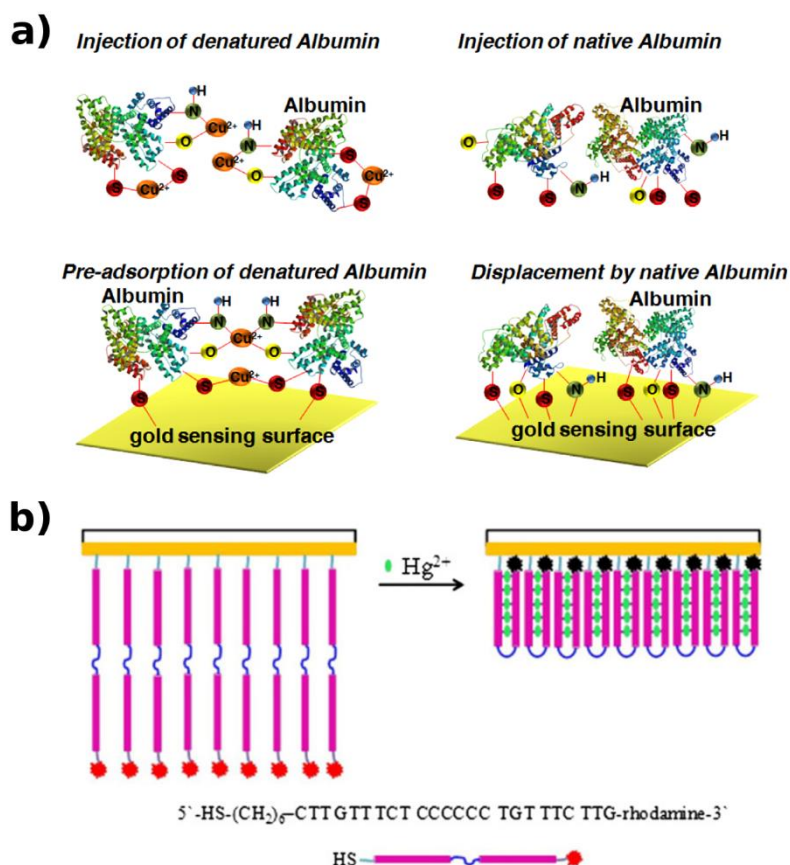 a)
Injection of denatured Albumin
Injection of native Albumin
H
N
H
Cu²⁺
N
Albumin
O
Cu²⁺
S
O
Cu²⁺
S
Cu²⁺
S
S
Albumin
O
H
N
S
S
N
H
O
S
S
Pre-adsorption of denatured Albumin
Albumin
H
H
N
N
Cu²⁺
O
O
S
S
Cu²⁺
S
S
gold sensing surface
Displacement by native Albumin
Albumin
H
H
S
O
S
N
S
O
S
S
N
gold sensing surface
b)
Hg²⁺
5`-HS-(CH₂)₆-CTT GTTT CT CCCCCC TGT TTC TTG-rhodamine-3`
HS